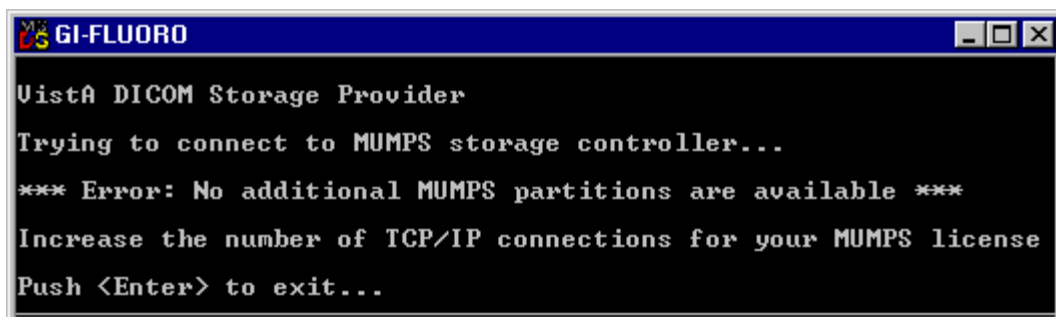 GI-FLUORO
VistA DICOM Storage Provider
Trying to connect to MUMPS storage controller...
*** Error: No additional MUMPS partitions are available ***
Increase the number of TCP/IP connections for your MUMPS license
Push <Enter> to exit...